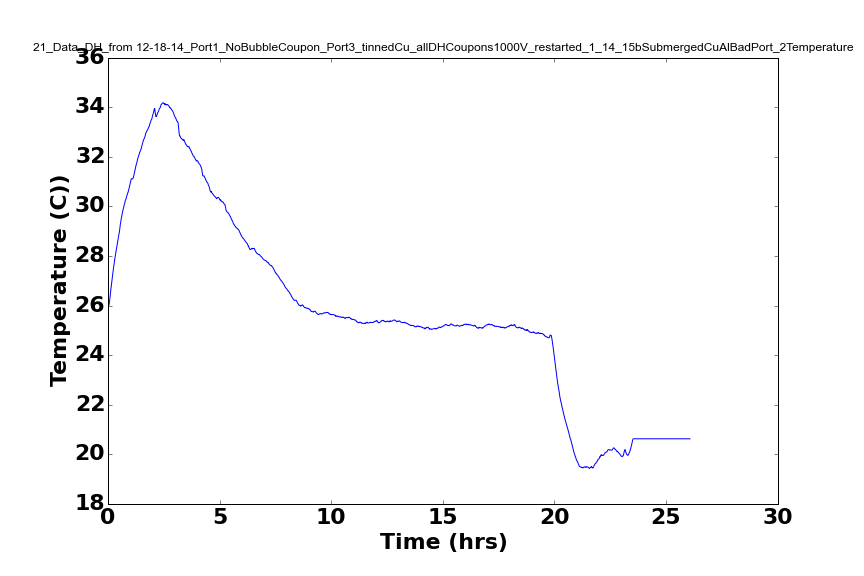 21_Data_DH_from 12-18-14_Port1_NoBubbleCoupon_Port3_tinnedCu_allDHCoupons1000V_restarted_1_14_15bSubmergedCuAlBadPort_2Temperature
36
34
32
30
28
26
24
22
20
18
Temperature (C))
0 5 10 15 20 25 30
Time (hrs)